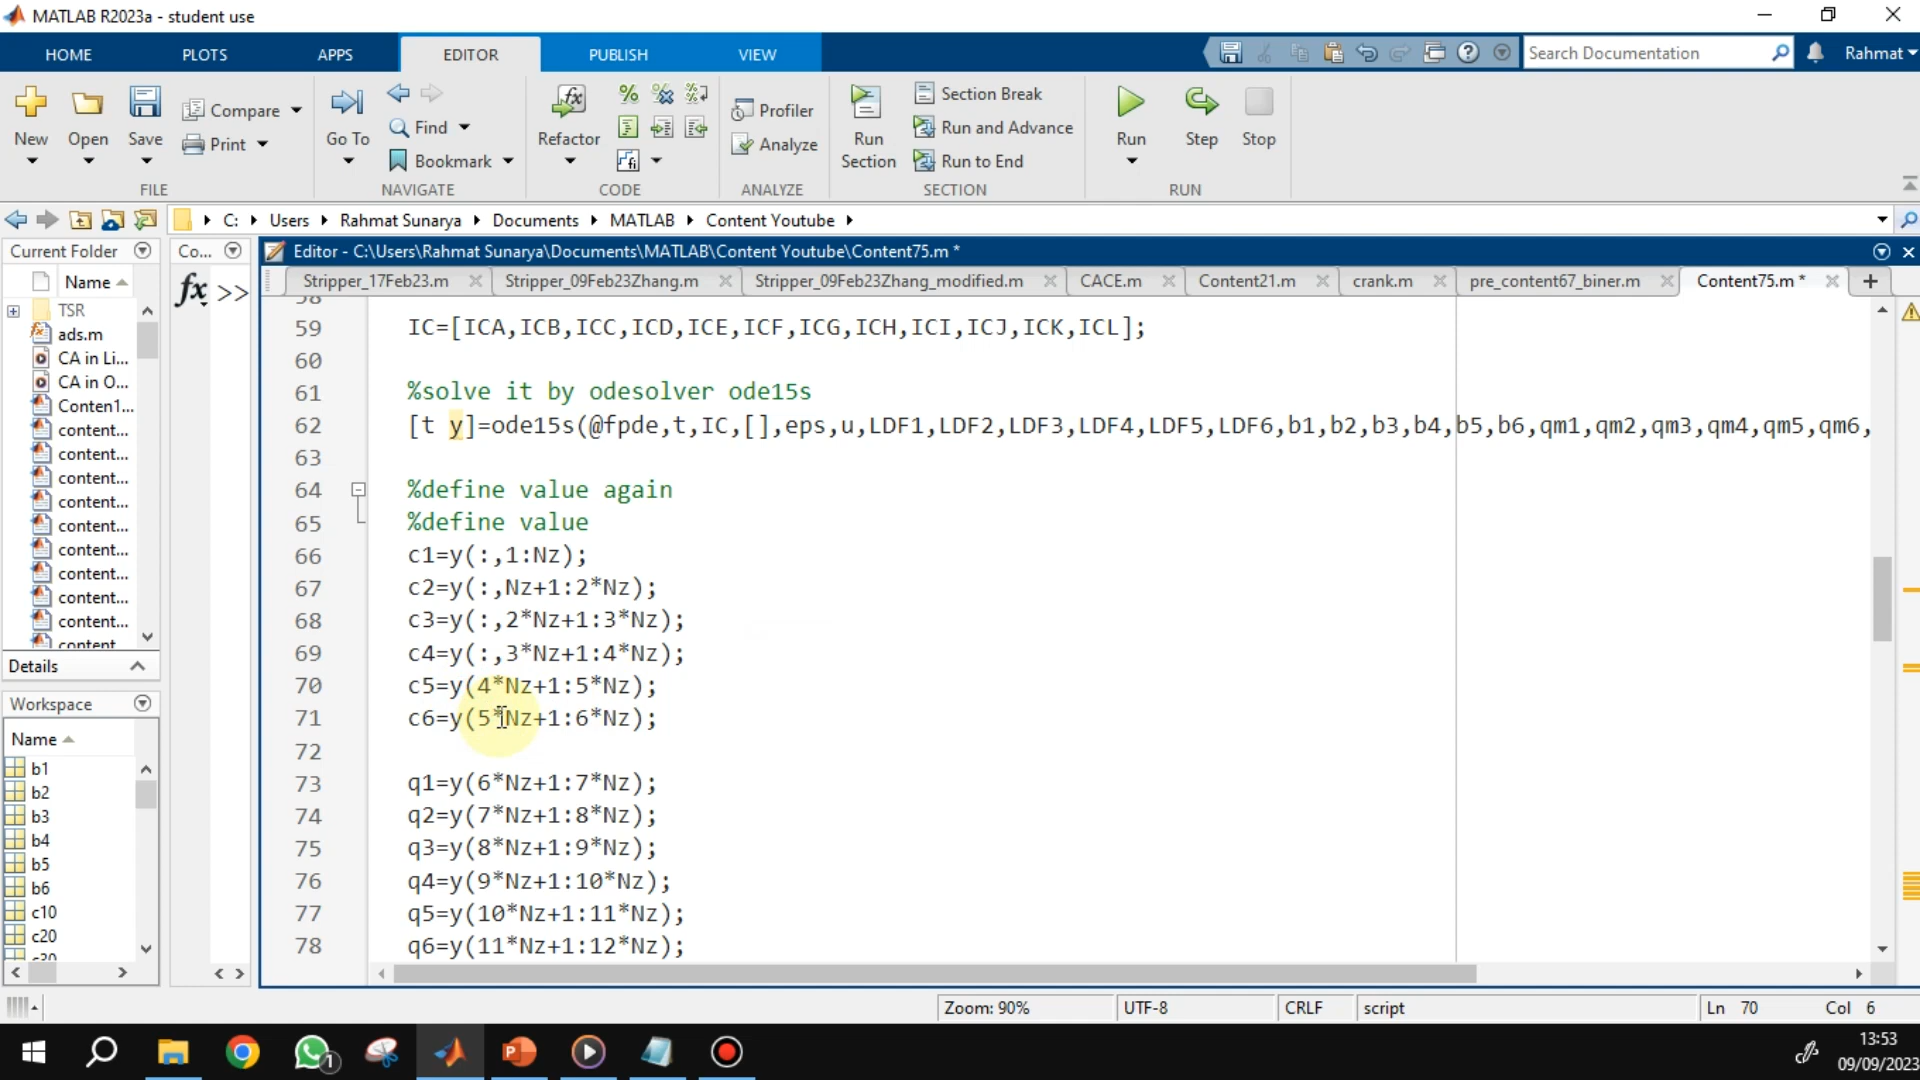 MATLAB R2023a - student use
HOME PLOTS APPS EDITOR PUBLISH VIEW Search Documentation Rahmat
New Open Save Compare Print FILE
Go To Find Bookmark NAVIGATE
Refactor CODE
Profiler Analyze ANALYZE
Run Section Section Break Run and Advance Run to End SECTION
Run Step Stop RUN
C: Users Rahmat Sunarya Documents MATLAB Content Youtube
Current Folder
Name
TSR
ads.m
CA in Li...
CA in O...
Conten1...
content...
content...
content...
content...
content...
content...
content...
content...
content...
content
Details
Workspace
Name
b1
b2
b3
b4
b5
b6
c10
c20
c30
Co...
fx >>
Editor - C:\Users\Rahmat Sunarya\Documents\MATLAB\Content Youtube\Content75.m *
Stripper_17Feb23.m Stripper_09Feb23Zhang.m Stripper_09Feb23Zhang_modified.m CACE.m Content21.m crank.m pre_content67_biner.m Content75.m *
58
59 IC=[ICA,ICB,ICC,ICD,ICE,ICF,ICG,ICH,ICI,ICJ,ICK,ICL];
60
61 %solve it by odesolver ode15s
62 [t y]=ode15s(@fpde,t,IC,[],eps,u,LDF1,LDF2,LDF3,LDF4,LDF5,LDF6,b1,b2,b3,b4,b5,b6,qm1,qm2,qm3,qm4,qm5,qm6,
63
64 %define value again
65 %define value
66 c1=y(:,1:Nz);
67 c2=y(:,Nz+1:2*Nz);
68 c3=y(:,2*Nz+1:3*Nz);
69 c4=y(:,3*Nz+1:4*Nz);
70 c5=y(4*Nz+1:5*Nz);
71 c6=y(5*Nz+1:6*Nz);
72
73 q1=y(6*Nz+1:7*Nz);
74 q2=y(7*Nz+1:8*Nz);
75 q3=y(8*Nz+1:9*Nz);
76 q4=y(9*Nz+1:10*Nz);
77 q5=y(10*Nz+1:11*Nz);
78 q6=y(11*Nz+1:12*Nz);
Zoom: 90% UTF-8 CRLF script Ln 70 Col 6
1
13:53
09/09/2023